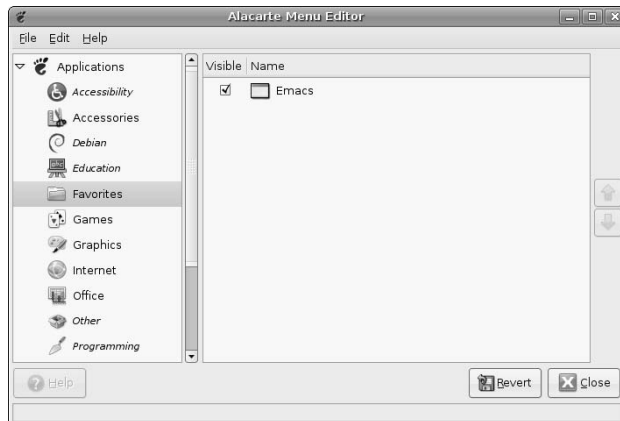 Alacarte Menu Editor
File Edit Help
Applications
Accessibility
Accessories
Debian
Education
Favorites
Games
Graphics
Internet
Office
Other
Programming
Visible Name
Emacs
Help
Revert
Close